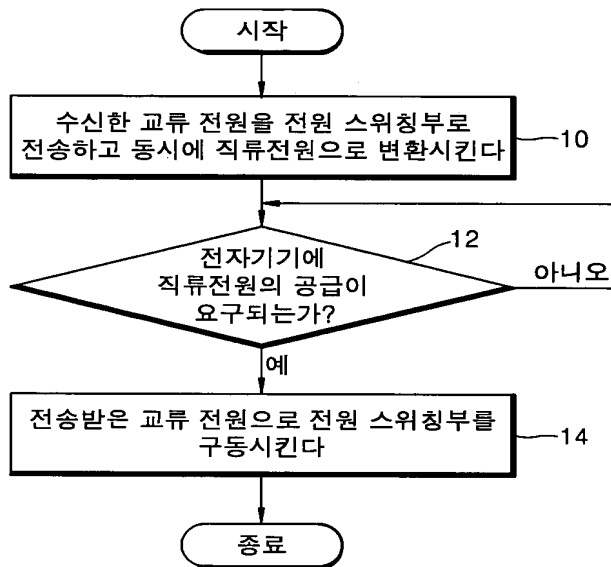 시작
수신한 교류 전원을 전원 스위칭부로
전송하고 동시에 직류전원으로 변환시킨다
10
12
전자기기에
직류전원의 공급이
요구되는가?
아니오
예
전송받은 교류 전원으로 전원 스위칭부를
구동시킨다
14
종료